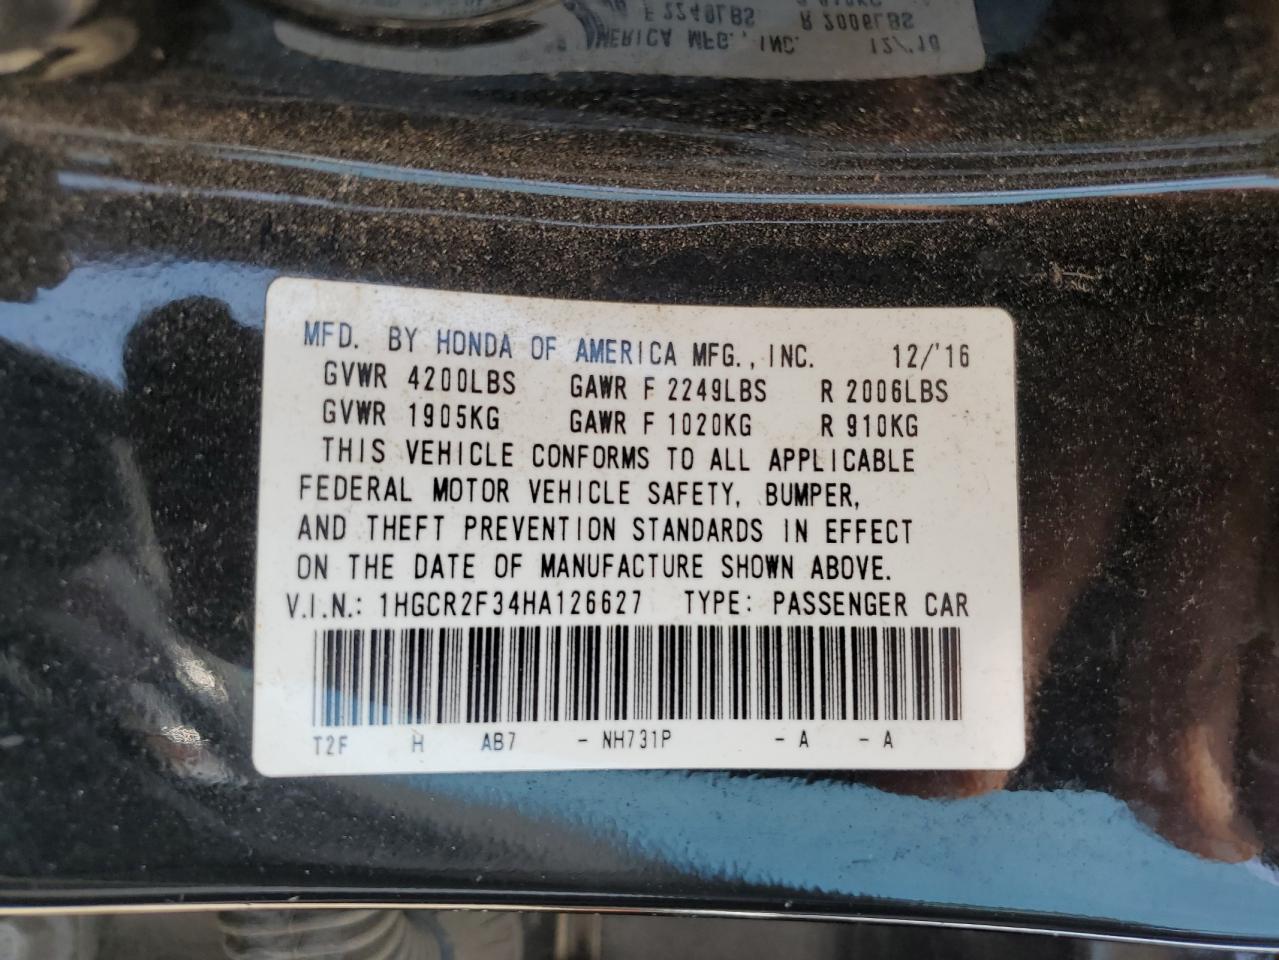 MFD. BY HONDA OF AMERICA MFG., INC. 12/'16
GVWR 4200LBS GAWR F 2249LBS R 2006LBS
GVWR 1905KG GAWR F 1020KG R 910KG
THIS VEHICLE CONFORMS TO ALL APPLICABLE
FEDERAL MOTOR VEHICLE SAFETY, BUMPER,
AND THEFT PREVENTION STANDARDS IN EFFECT
ON THE DATE OF MANUFACTURE SHOWN ABOVE.
V.I.N.: 1HGCR2F34HA126627 TYPE: PASSENGER CAR
T2F H AB7 - NH731P - A - A